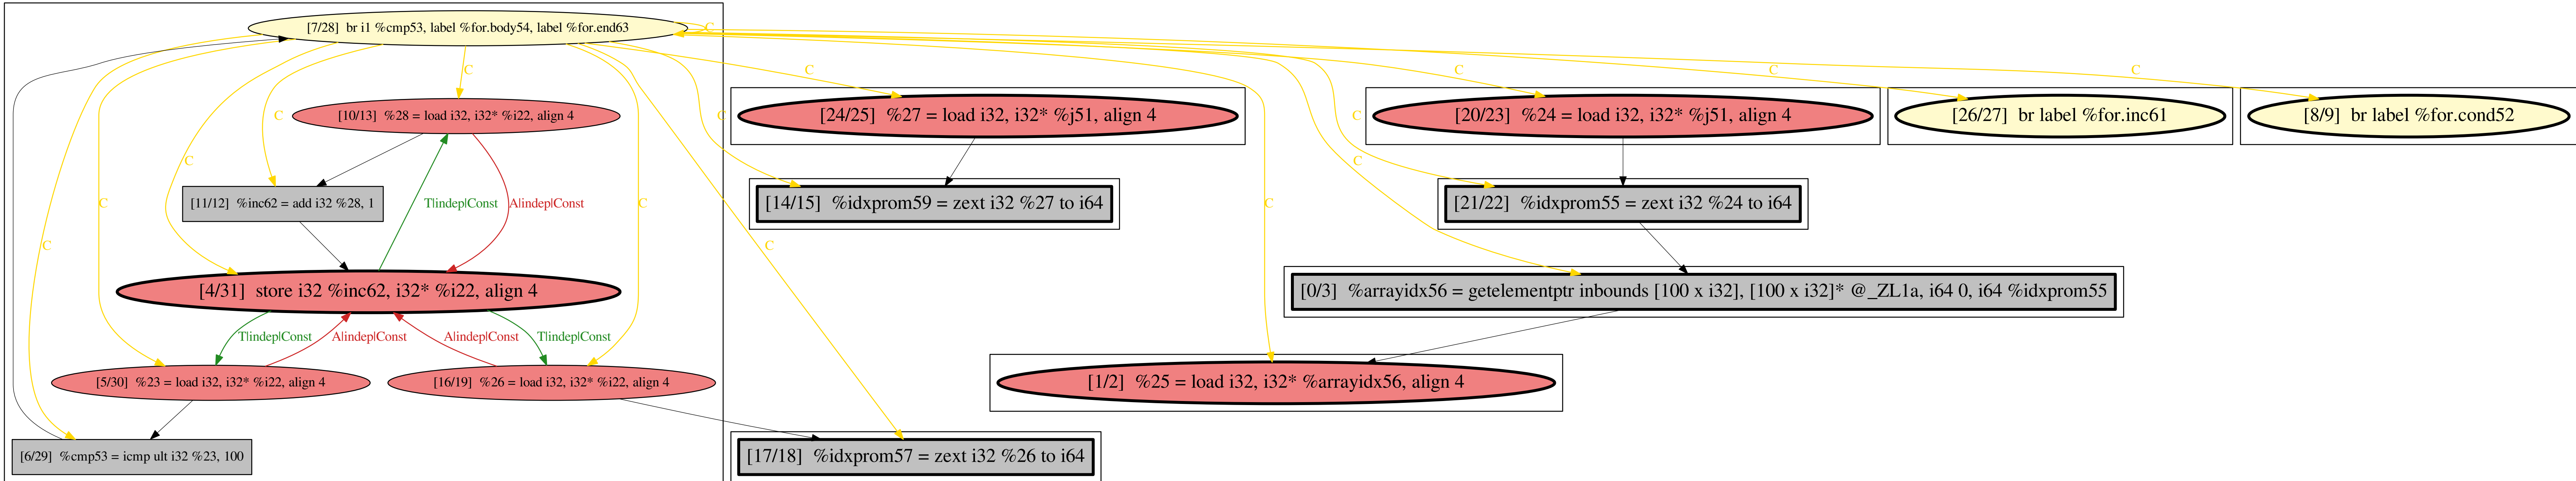 [7/28] br i1 %cmp53, label %for.body54, label %for.end63
C
C
C
C
C
C
[10/13] %28 = load i32, i32* %i22, align 4
[24/25] %27 = load i32, i32* %j51, align 4
[20/23] %24 = load i32, i32* %j51, align 4
[26/27] br label %for.inc61
[8/9] br label %for.cond52
C
C
C
C
C
[11/12] %inc62 = add i32 %28, 1
C
T|indep|Const
A|indep|Const
C
[14/15] %idxprom59 = zext i32 %27 to i64
C
[21/22] %idxprom55 = zext i32 %24 to i64
C
C
[4/31] store i32 %inc62, i32* %i22, align 4
[0/3] %arrayidx56 = getelementptr inbounds [100 x i32], [100 x i32]* @_ZL1a, i64 0, i64 %idxprom55
T|indep|Const
A|indep|Const
A|indep|Const
T|indep|Const
[5/30] %23 = load i32, i32* %i22, align 4
[16/19] %26 = load i32, i32* %i22, align 4
[1/2] %25 = load i32, i32* %arrayidx56, align 4
[6/29] %cmp53 = icmp ult i32 %23, 100
[17/18] %idxprom57 = zext i32 %26 to i64